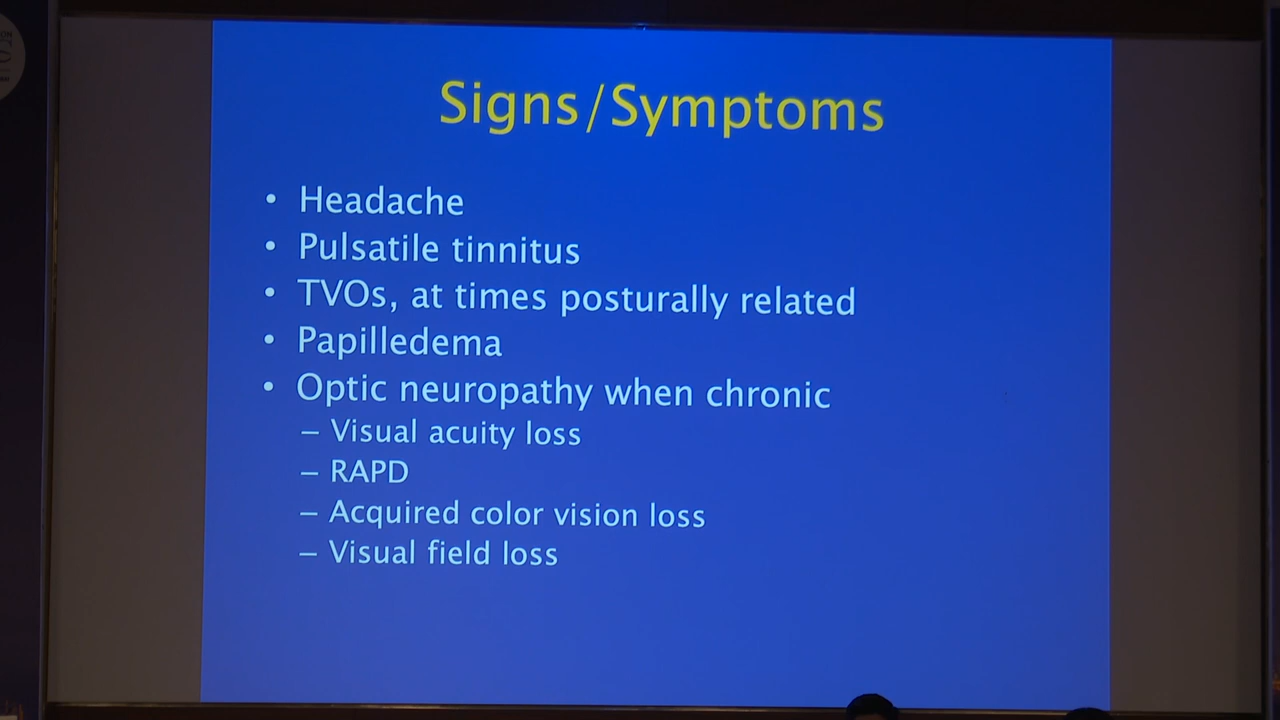 Signs/Symptoms
• Headache
• Pulsatile tinnitus
• TVOs, at times posturally related
• Papilledema
• Optic neuropathy when chronic
– Visual acuity loss
– RAPD
– Acquired color vision loss
– Visual field loss